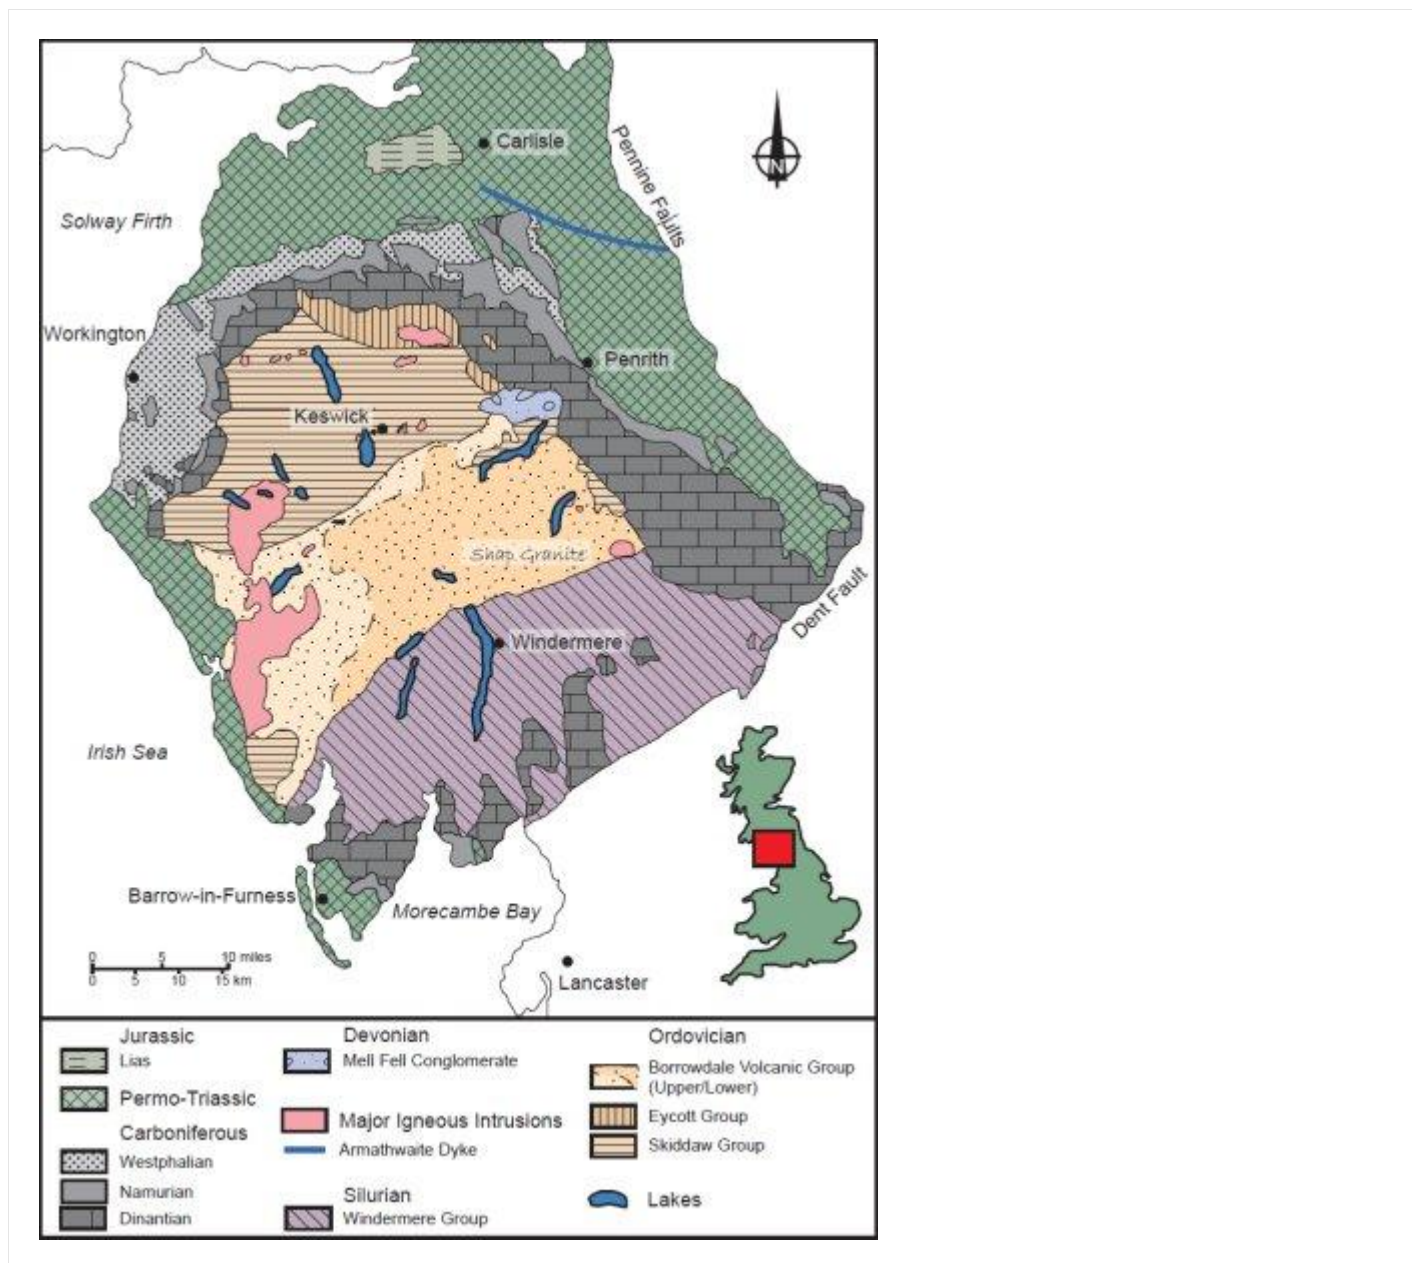 Carlisle
Pennine Faults
N
Solway Firth
Workington
Penrith
Keswick
Shap Granite
Dent Fault
Windermere
Irish Sea
Barrow-in-Furness
Morecambe Bay
0 5 10 miles
0 5 10 15 km
Lancaster
Jurassic
Lias
Permo-Triassic
Carboniferous
Westphalian
Namurian
Dinantian
Devonian
Mell Fell Conglomerate
Major Igneous Intrusions
Armathwaite Dyke
Silurian
Windermere Group
Ordovician
Borrowdale Volcanic Group
(Upper/Lower)
Eycott Group
Skiddaw Group
Lakes